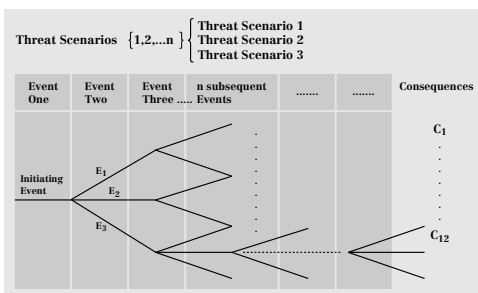 Threat Scenarios {1,2,...n }
Threat Scenario 1
Threat Scenario 2
Threat Scenario 3
Event One
Event Two
Event Three .....
n subsequent Events
.......
.......
Consequences
C1
Initiating Event
E1
E2
E3
C12